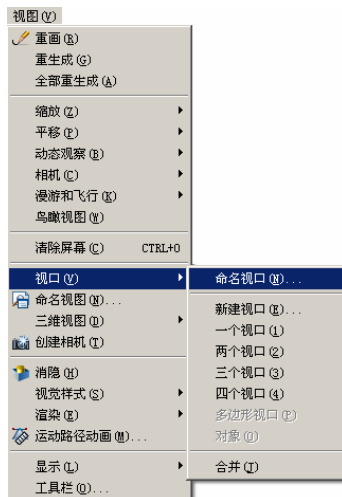 视图(V)
重画(R)
重生成(G)
全部重生成(A)
缩放(Z)
平移(P)
动态观察(B)
相机(C)
漫游和飞行(K)
鸟瞰视图(W)
清除屏幕(C) CTRL+0
视口(V)
命名视图(N)...
三维视图(D)
创建相机(T)
消隐(H)
视觉样式(S)
渲染(E)
运动路径动画(M)...
显示(L)
工具栏(O)...
命名视口(N)...
新建视口(E)...
一个视口(1)
两个视口(2)
三个视口(3)
四个视口(4)
多边形视口(P)
对象(O)
合并(J)